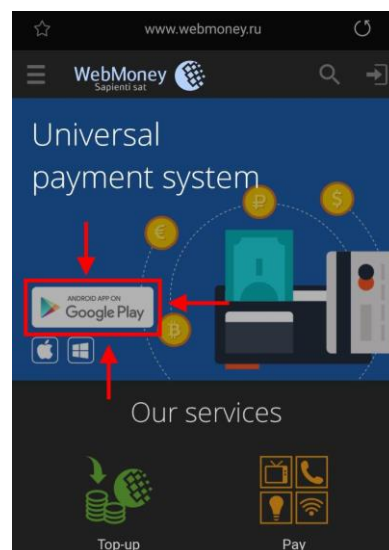 www.webmoney.ru
WebMoney
Sapienti sat
Universal
payment system
ANDROID APP ON
Google Play
Our services
Top-up
Pay